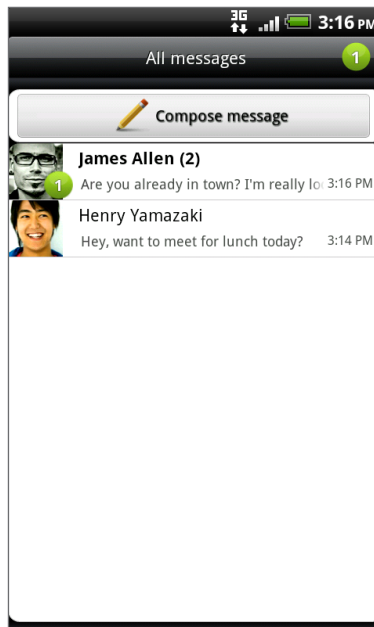 3G 3:16 PM
All messages 1
Compose message
James Allen (2)
1 Are you already in town? I'm really lo 3:16 PM
Henry Yamazaki
Hey, want to meet for lunch today? 3:14 PM